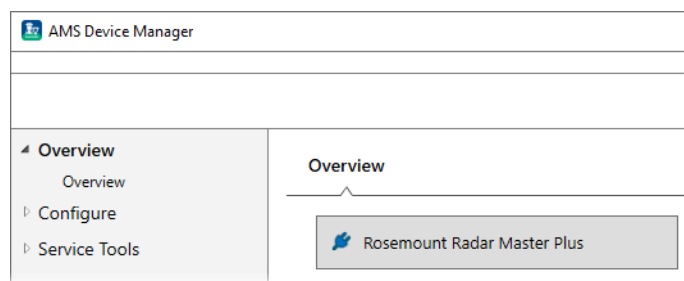 AMS Device Manager
Overview
Overview
Configure
Service Tools
Overview
Rosemount Radar Master Plus